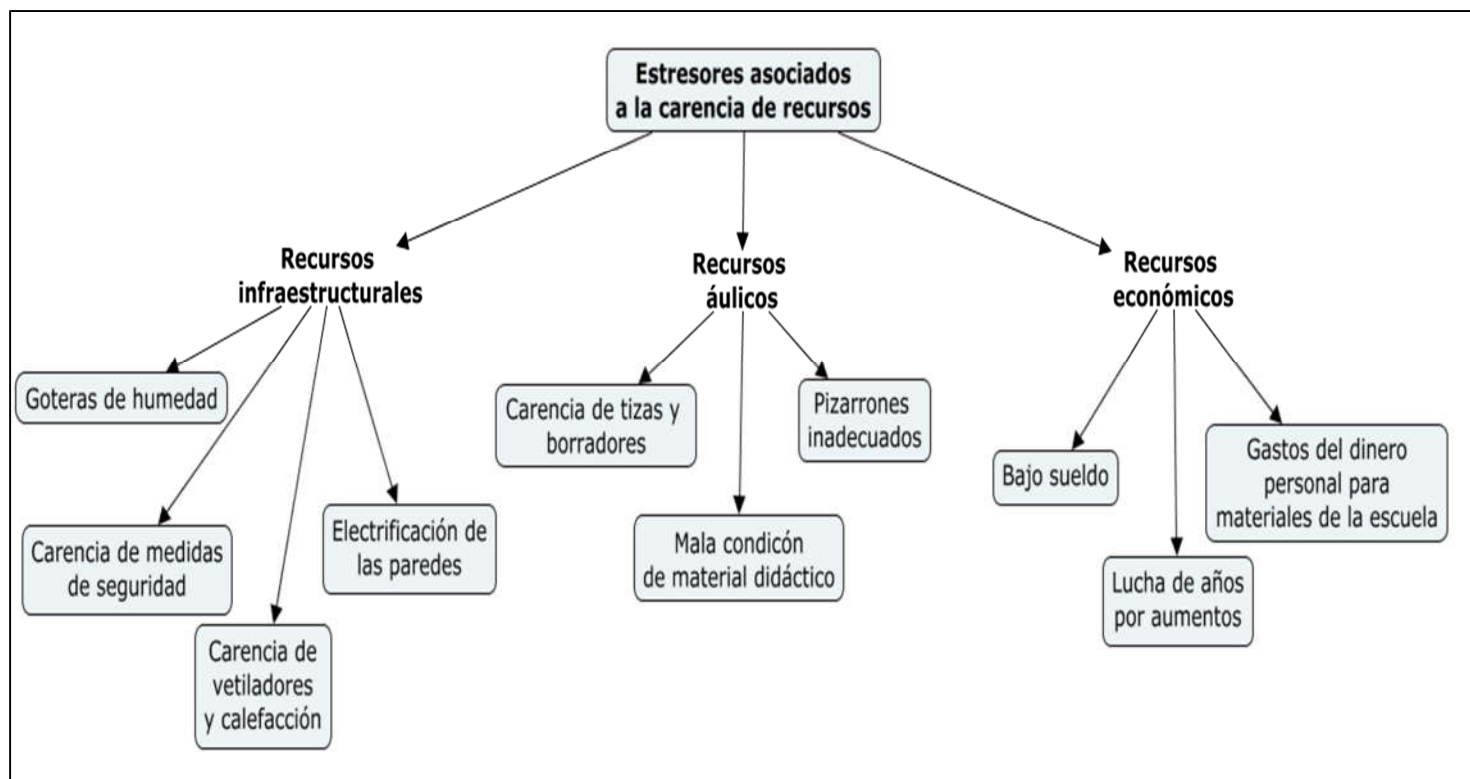 Estresores asociados
a la carencia de recursos
Recursos
infraestructurales
Recursos
áulicos
Recursos
económicos
Goteras de humedad
Carencia de medidas
de seguridad
Carencia de
vetiladores
y calefacción
Electrificación de
las paredes
Carencia de tizas y
borradores
Mala condicón
de material didáctico
Pizarrones
inadecuados
Bajo sueldo
Lucha de años
por aumentos
Gastos del dinero
personal para
materiales de la escuela